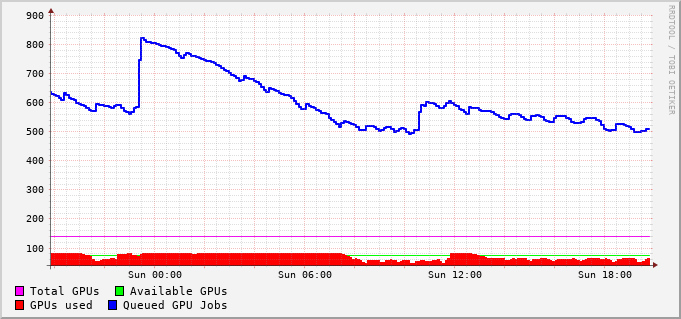 900
800
700
600
500
400
300
200
100
Sun 00:00 Sun 06:00 Sun 12:00 Sun 18:00
Total GPUs Available GPUs
GPUs used Queued GPU Jobs
RRDTOOL / TOBI OETIKER